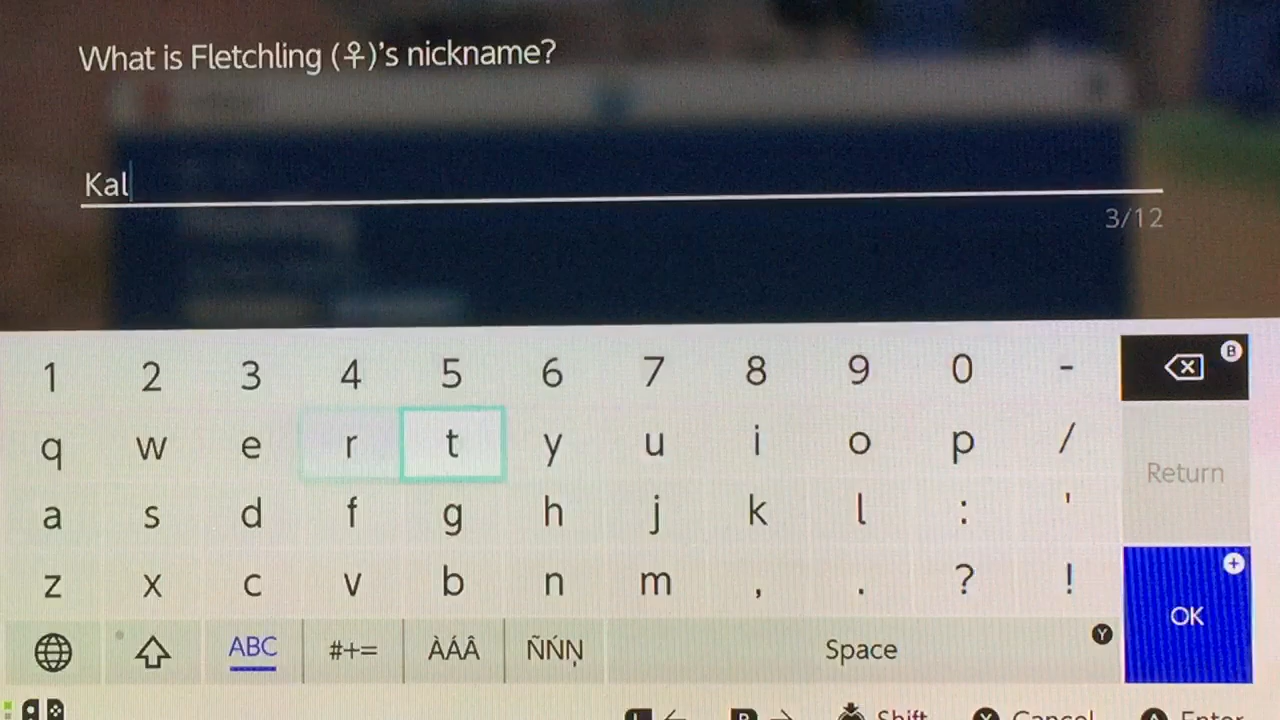 What is Fletchling (♀)'s nickname?
Kal
3/12
1 2 3 4 5 6 7 8 9 0 - B
q w e r t y u i o p /
Return
a s d f g h j k l : '
z x c v b n m , . ? ! +
OK
ABC #+= ÀÁÂ ÑŃŅ Space Y
L ← R → Shift X Cancel A Enter